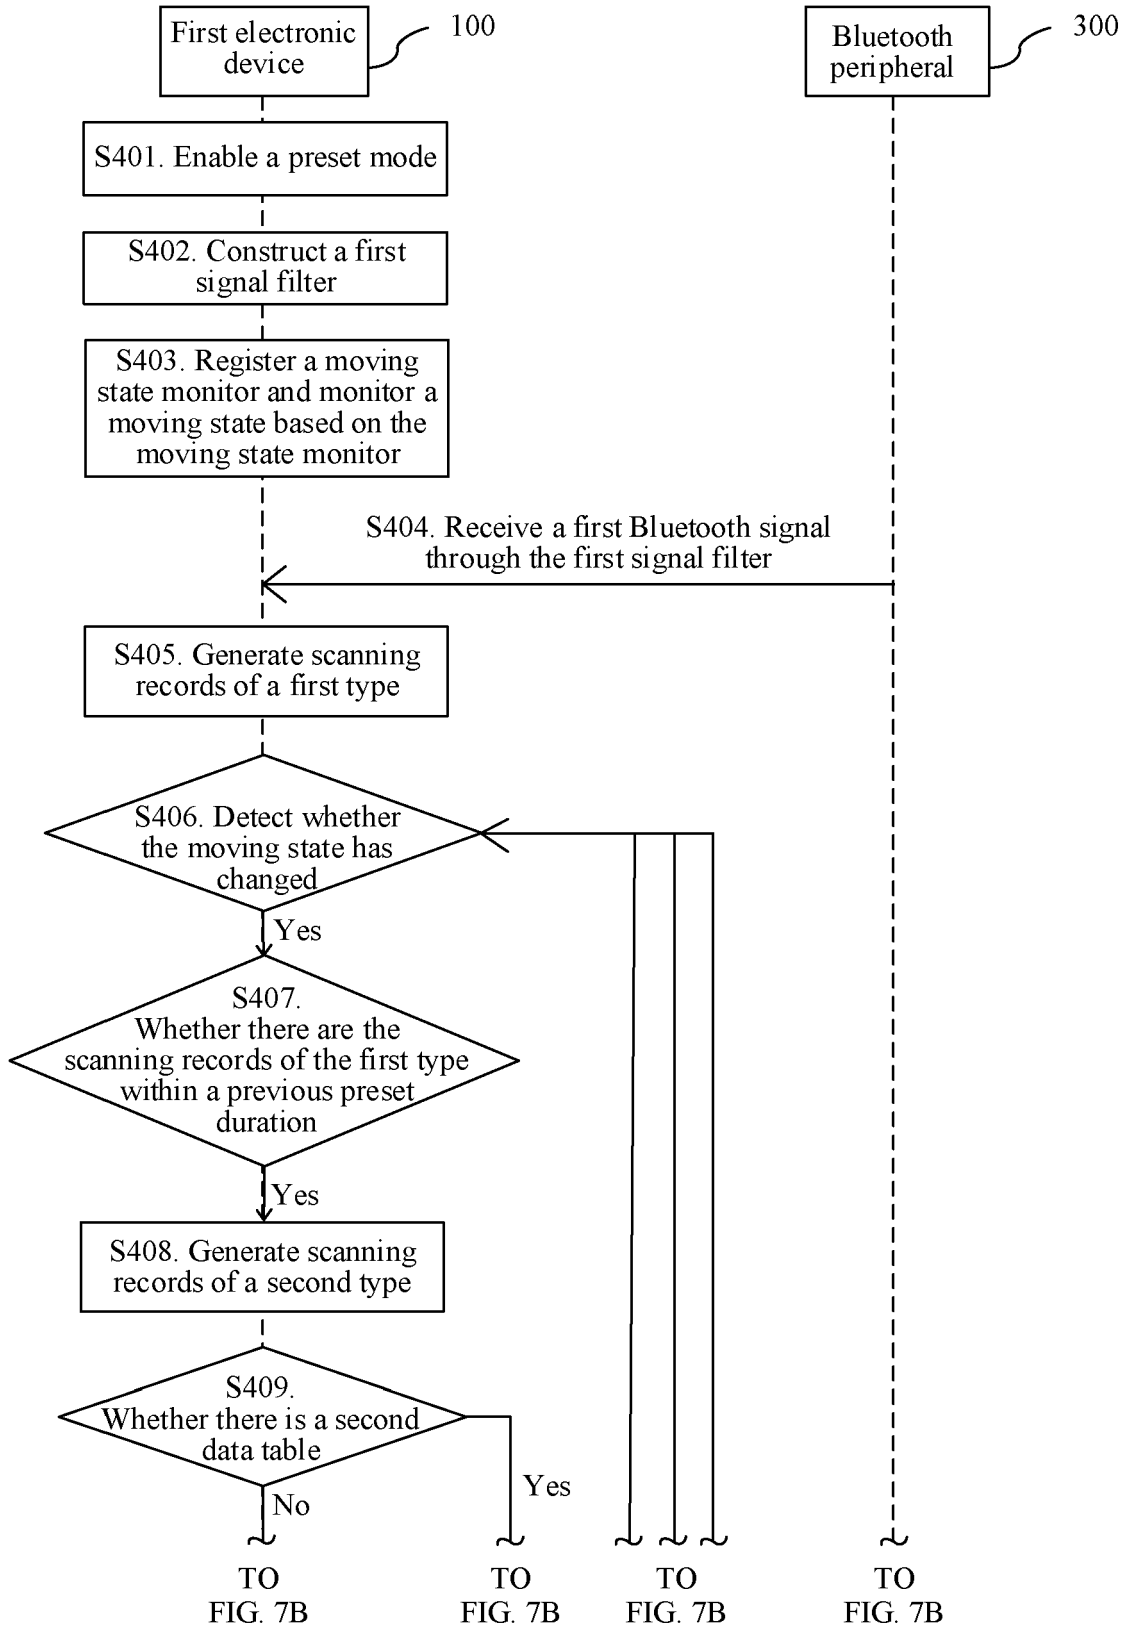 First electronic
device
100
Bluetooth
peripheral
300
S401. Enable a preset mode
S402. Construct a first
signal filter
S403. Register a moving
state monitor and monitor a
moving state based on the
moving state monitor
S404. Receive a first Bluetooth signal
through the first signal filter
S405. Generate scanning
records of a first type
S406. Detect whether
the moving state has
changed
Yes
S407.
Whether there are the
scanning records of the first type
within a previous preset
duration
Yes
S408. Generate scanning
records of a second type
S409.
Whether there is a second
data table
No
Yes
TO
FIG. 7B
TO
FIG. 7B
TO
FIG. 7B
TO
FIG. 7B